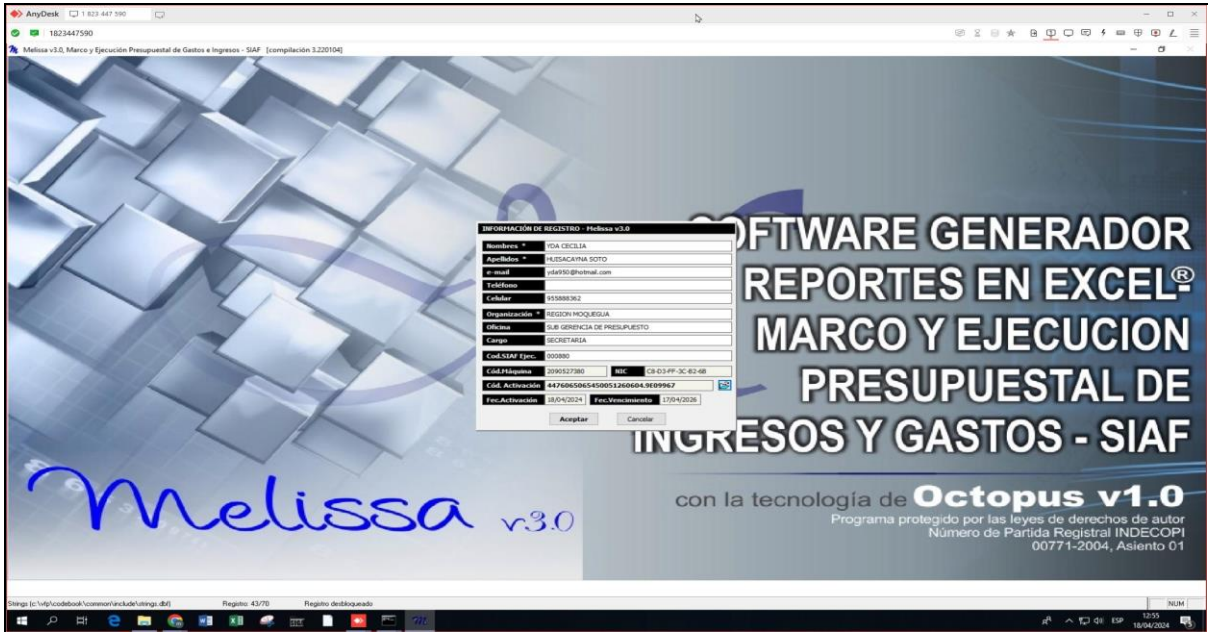 AnyDesk 1 823 447 590
1823447590
Melissa v3.0, Marco y Ejecución Presupuestal de Gastos e Ingresos - SIAF [compilación 3.220104]
INFORMACIÓN DE REGISTRO - Melissa v3.0
Nombres * YDA CECILIA
Apellidos * HUISACAYNA SOTO
e-mail yda950@hotmail.com
Teléfono
Celular 955888362
Organización * REGION MOQUEGUA
Oficina SUB GERENCIA DE PRESUPUESTO
Cargo SECRETARIA
Cod.SIAF Ejec. 000880
Cód.Máquina 2090527380 NIC C8-D3-FF-3C-B2-6B
Cód. Activación 4476065065450051260604.9E09967
Fec.Activación 18/04/2024 Fec.Vencimiento 17/04/2026
Aceptar Cancelar
SOFTWARE GENERADOR
REPORTES EN EXCEL®
MARCO Y EJECUCION
PRESUPUESTAL DE
INGRESOS Y GASTOS - SIAF
Melissa v3.0
con la tecnología de Octopus v1.0
Programa protegido por las leyes de derechos de autor
Número de Partida Registral INDECOPI
00771-2004, Asiento 01
Strings (c:\vfp\codebook\common\include\strings.dbf) Registro: 43/70 Registro desbloqueado NUM
ESP 12:55
18/04/2024